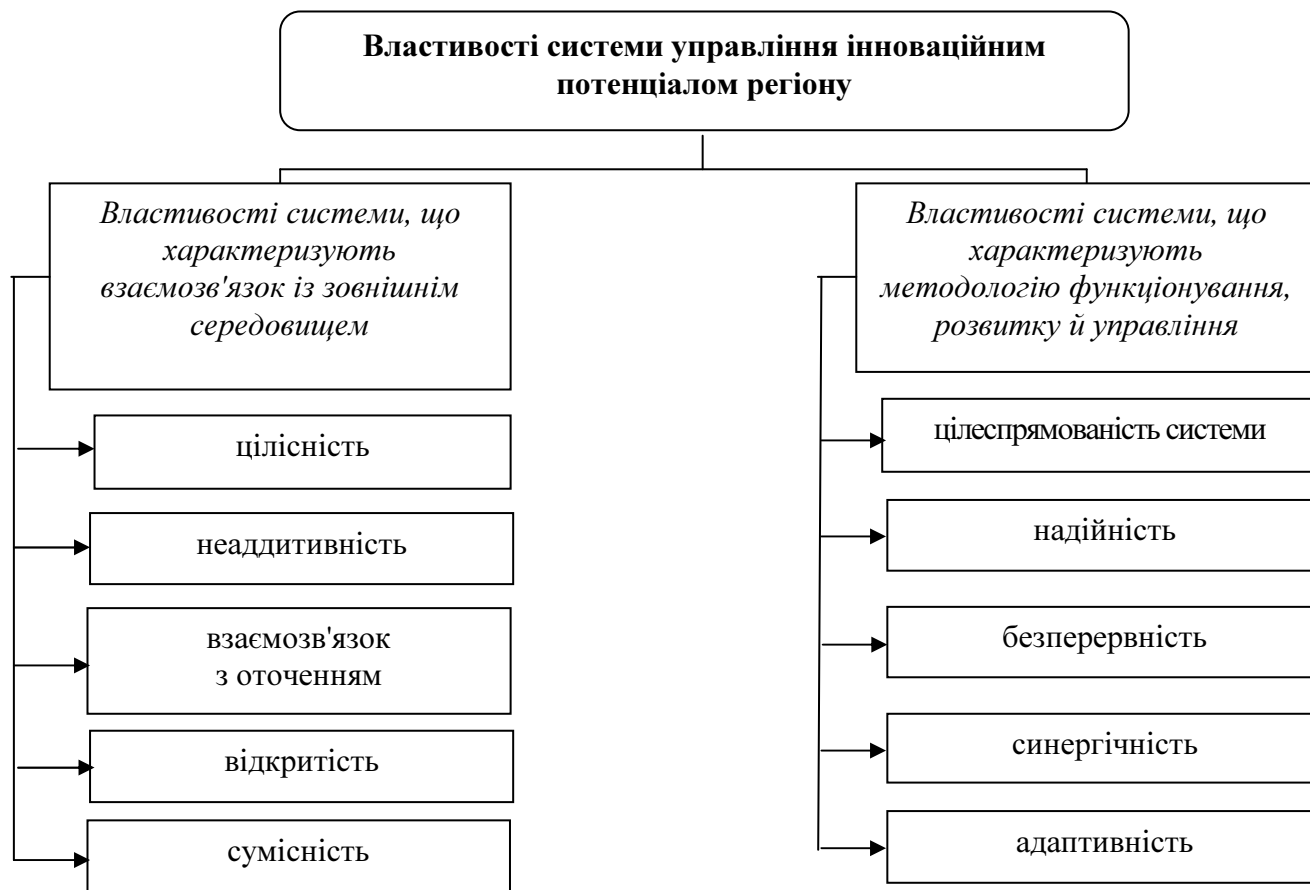 Властивості системи управління інноваційним
потенціалом регіону
Властивості системи, що
характеризують
взаємозв'язок із зовнішнім
середовищем
цілісність
неаддитивність
взаємозв'язок
з оточенням
відкритість
сумісність
Властивості системи, що
характеризують
методологію функціонування,
розвитку й управління
цілеспрямованість системи
надійність
безперервність
синергічність
адаптивність